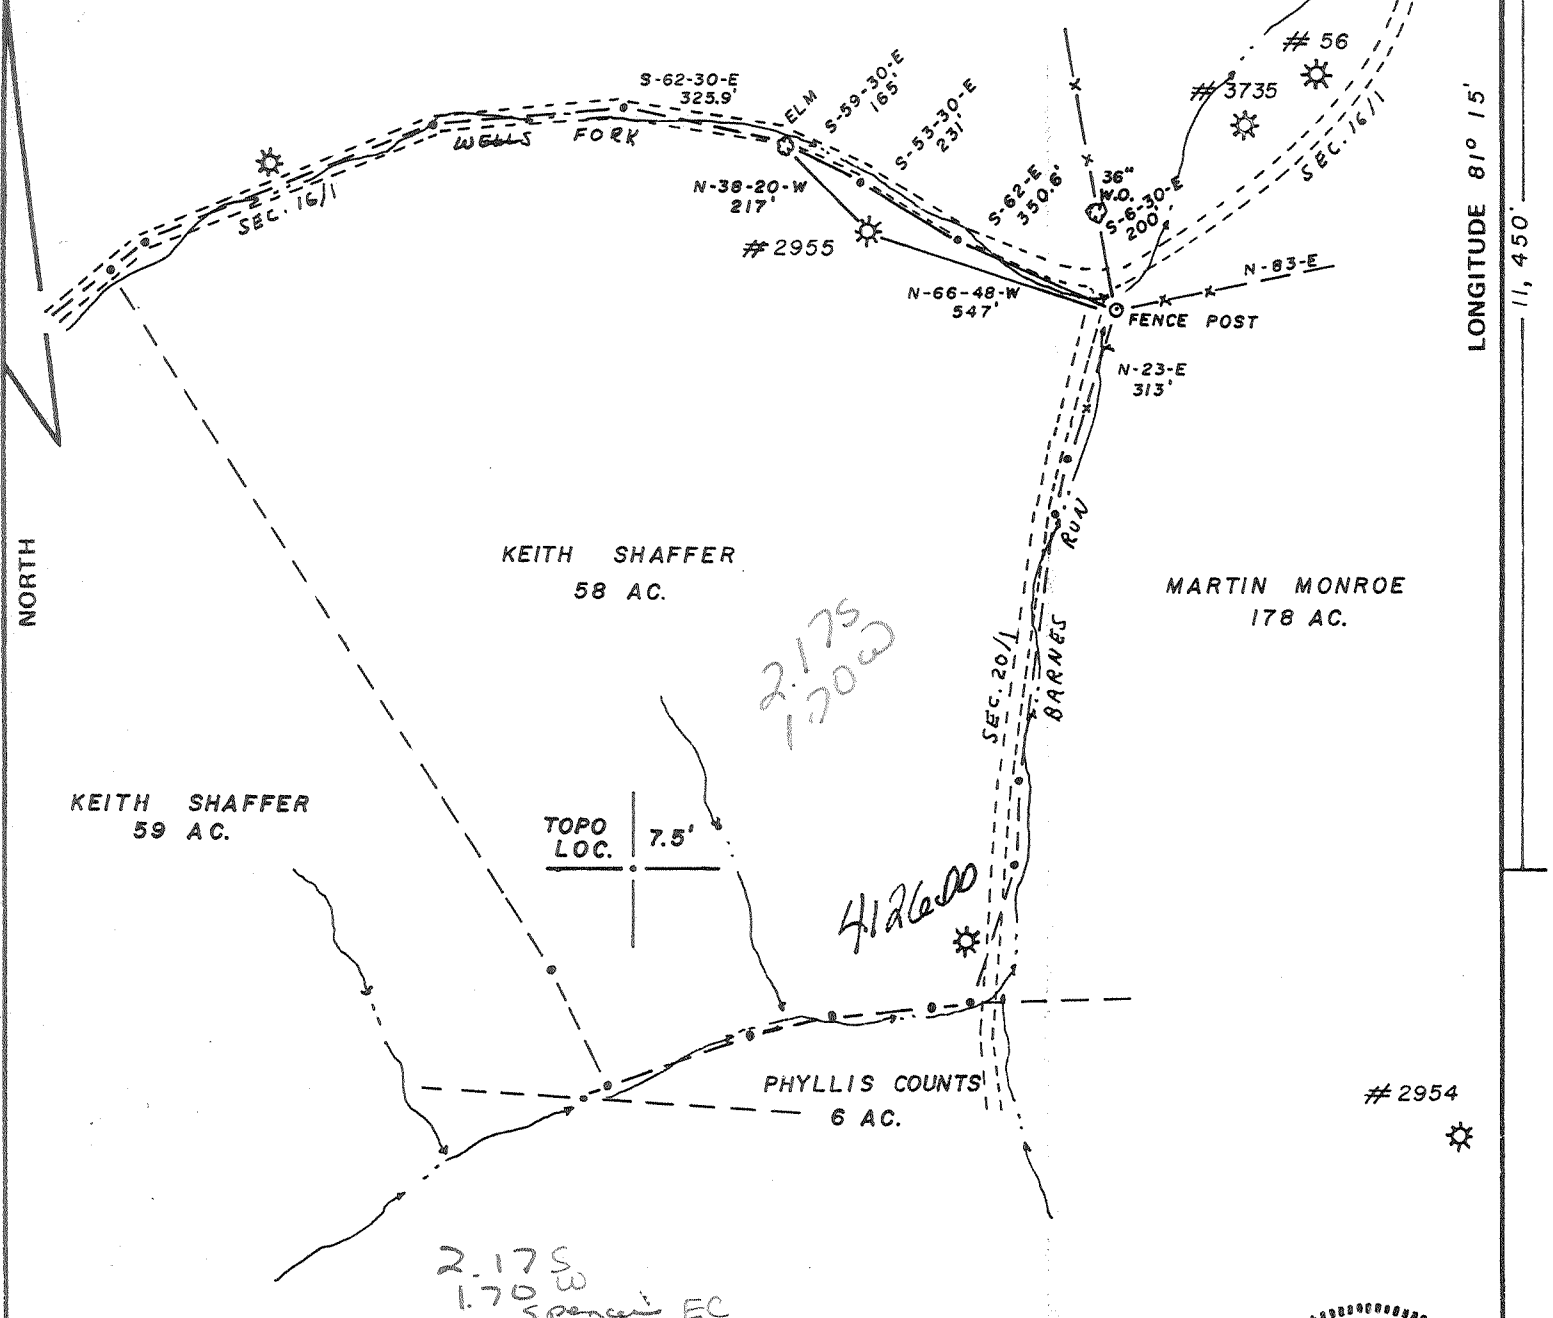 # 56
# 3735
S-62-30-E
325.9'
ELM
S-59-30-E
165'
S-53-30-E
231'
WELLS FORK
SEC. 16/1
SEC. 16/1
LONGITUDE 81° 15'
11,450'
N-38-20-W
217'
# 2955
S-62-E
350.6'
36"
W.O.
S-6-30-E
200'
N-83-E
N-66-48-W
547'
FENCE POST
N-23-E
313'
NORTH
KEITH SHAFFER
58 AC.
MARTIN MONROE
178 AC.
BARNES RUN
SEC. 20/1
2.17S
1.70W
KEITH SHAFFER
59 AC.
TOPO
LOC.
7.5'
412600
PHYLLIS COUNTS
6 AC.
# 2954
2.17 S
1.70 W
EC